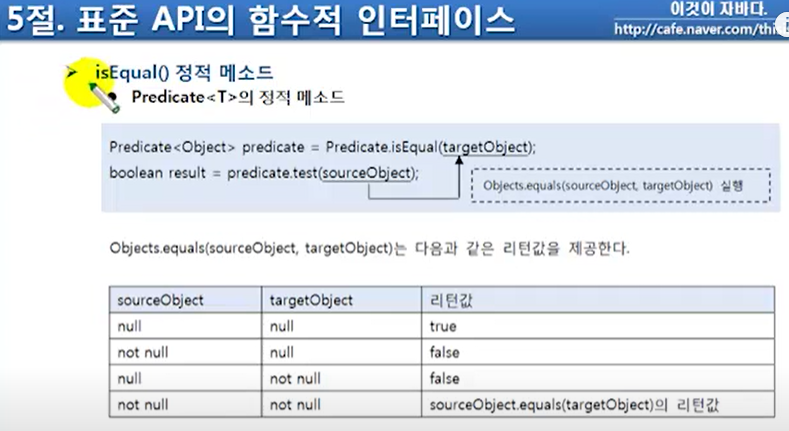 5절. 표준 API의 함수적 인터페이스
이것이 자바다.
http://cafe.naver.com/thi
isEqual() 정적 메소드
Predicate<T>의 정적 메소드
Predicate<Object> predicate = Predicate.isEqual(targetObject);
boolean result = predicate.test(sourceObject);
Objects.equals(sourceObject, targetObject) 실행
Objects.equals(sourceObject, targetObject)는 다음과 같은 리턴값을 제공한다.
sourceObject targetObject 리턴값
null null true
not null null false
null not null false
not null not null sourceObject.equals(targetObject)의 리턴값